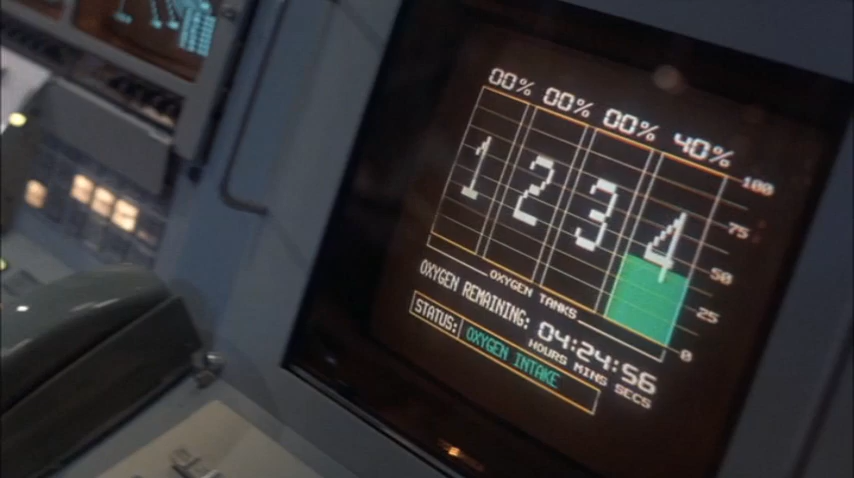 00% 00% 00% 40%
100
1 2 3 4
75
50
25
0
OXYGEN TANKS
OXYGEN REMAINING: 04:24:56
HOURS MINS SECS
STATUS: OXYGEN INTAKE